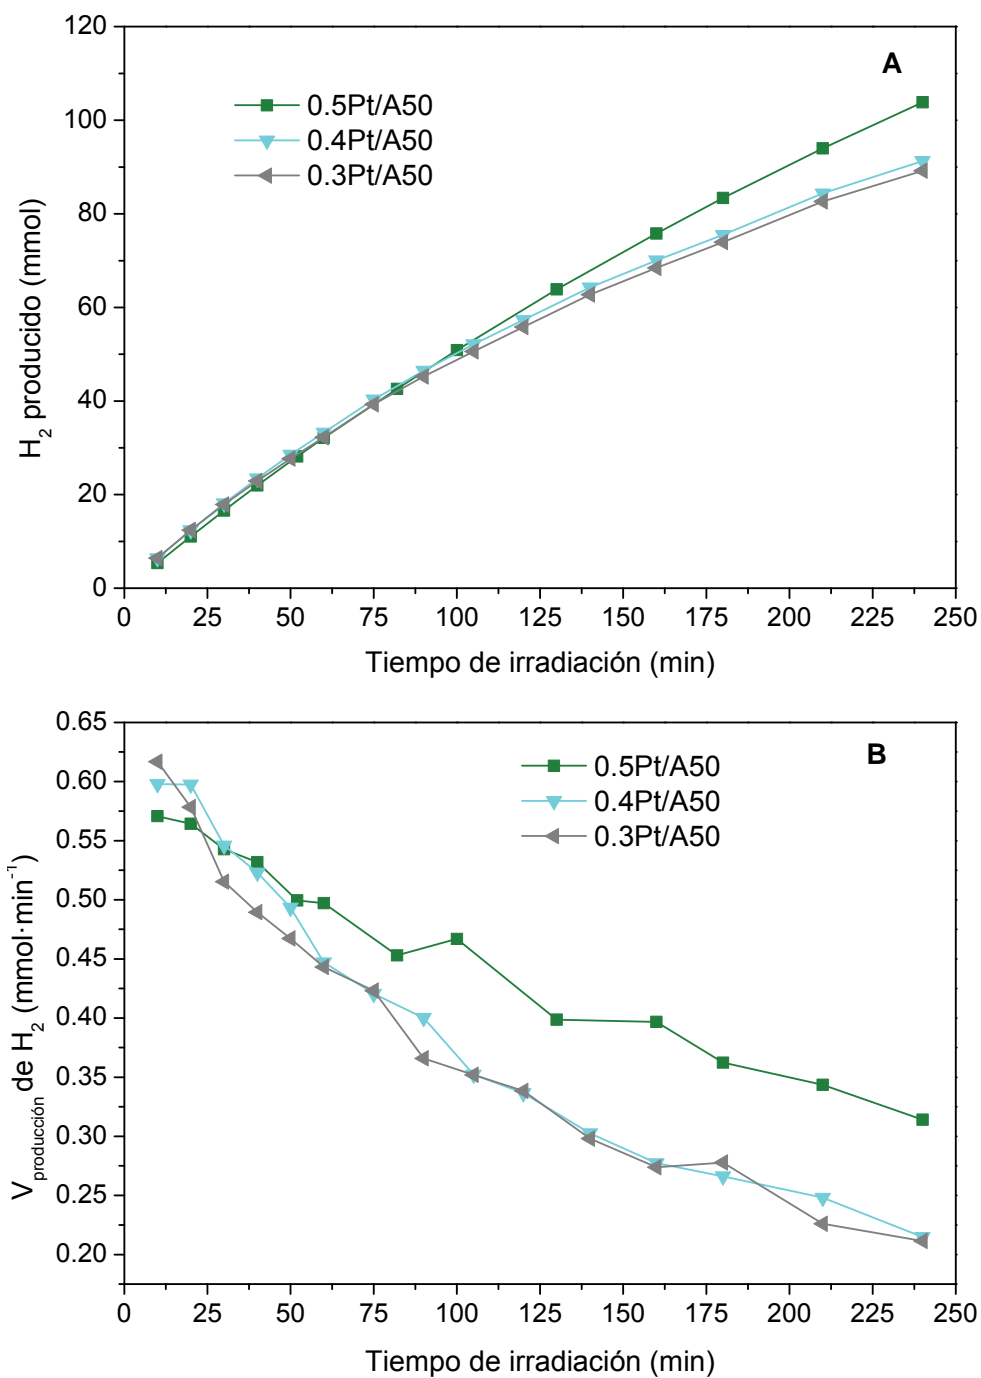 120
100
80
60
40
20
0
H₂ producido (mmol)
A
0.5Pt/A50
0.4Pt/A50
0.3Pt/A50
0 25 50 75 100 125 150 175 200 225 250
Tiempo de irradiación (min)
0.65
0.60
0.55
0.50
0.45
0.40
0.35
0.30
0.25
0.20
V_producción de H₂ (mmol·min⁻¹)
B
0.5Pt/A50
0.4Pt/A50
0.3Pt/A50
0 25 50 75 100 125 150 175 200 225 250
Tiempo de irradiación (min)